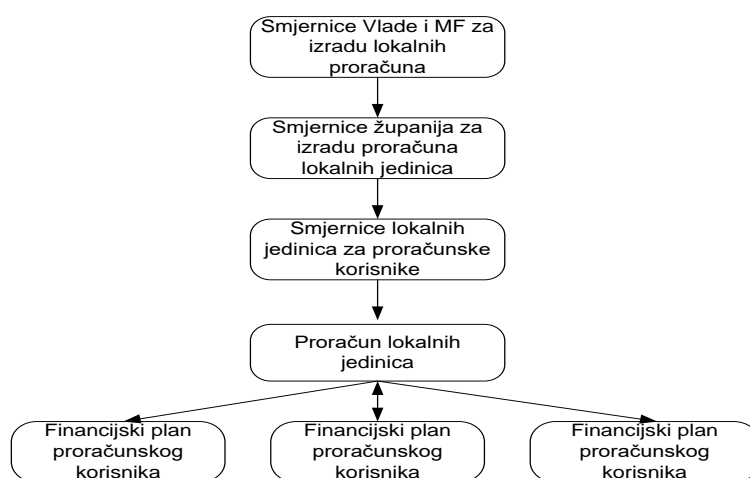 Smjernice Vlade i MF za
izradu lokalnih
proračuna
Smjernice županija za
izradu proračuna
lokalnih jedinica
Smjernice lokalnih
jedinica za proračunske
korisnike
Proračun lokalnih
jedinica
Financijski plan
proračunskog
korisnika
Financijski plan
proračunskog
korisnika
Financijski plan
proračunskog
korisnika